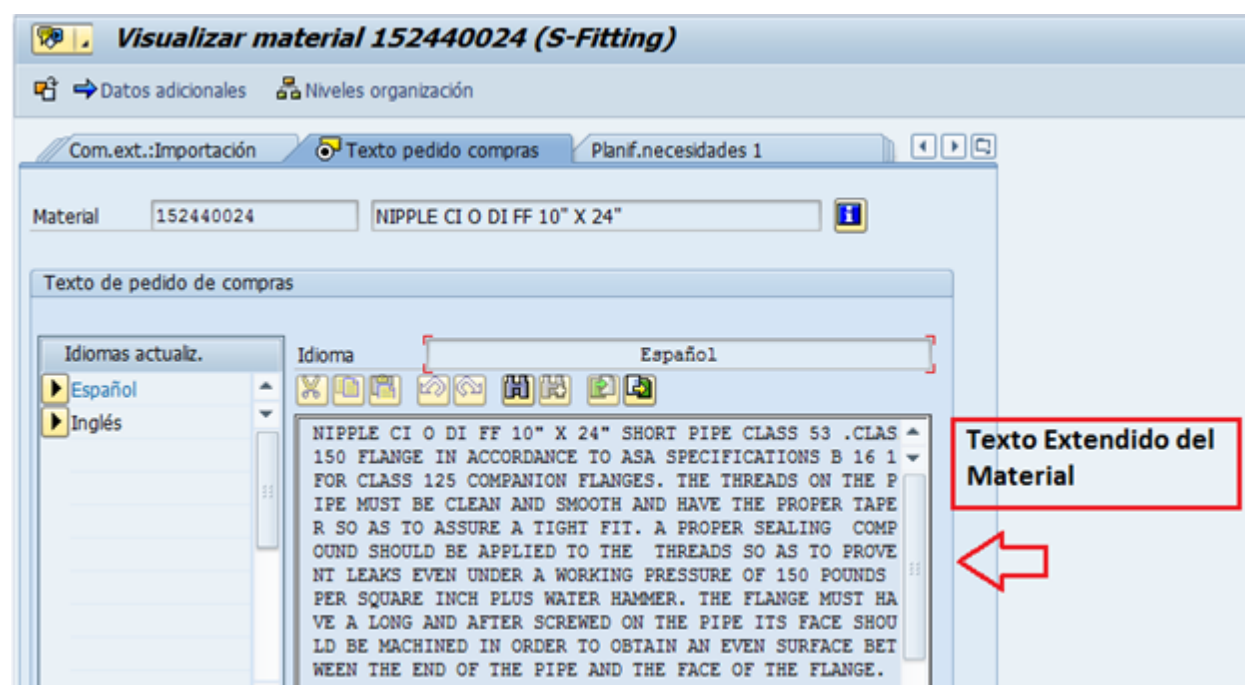 Visualizar material 152440024 (S-Fitting)
Datos adicionales Niveles organización
Com.ext.:Importación Texto pedido compras Planif.necesidades 1
Material 152440024 NIPPLE CI O DI FF 10" X 24"
Texto de pedido de compras
Idiomas actualiz. Idioma Español
Español
Inglés
NIPPLE CI O DI FF 10" X 24" SHORT PIPE CLASS 53 .CLAS
150 FLANGE IN ACCORDANCE TO ASA SPECIFICATIONS B 16 1
FOR CLASS 125 COMPANION FLANGES. THE THREADS ON THE P
IPE MUST BE CLEAN AND SMOOTH AND HAVE THE PROPER TAPE
R SO AS TO ASSURE A TIGHT FIT. A PROPER SEALING COMP
OUND SHOULD BE APPLIED TO THE THREADS SO AS TO PROVE
NT LEAKS EVEN UNDER A WORKING PRESSURE OF 150 POUNDS
PER SQUARE INCH PLUS WATER HAMMER. THE FLANGE MUST HA
VE A LONG AND AFTER SCREWED ON THE PIPE ITS FACE SHOU
LD BE MACHINED IN ORDER TO OBTAIN AN EVEN SURFACE BET
WEEN THE END OF THE PIPE AND THE FACE OF THE FLANGE.
Texto Extendido del
Material